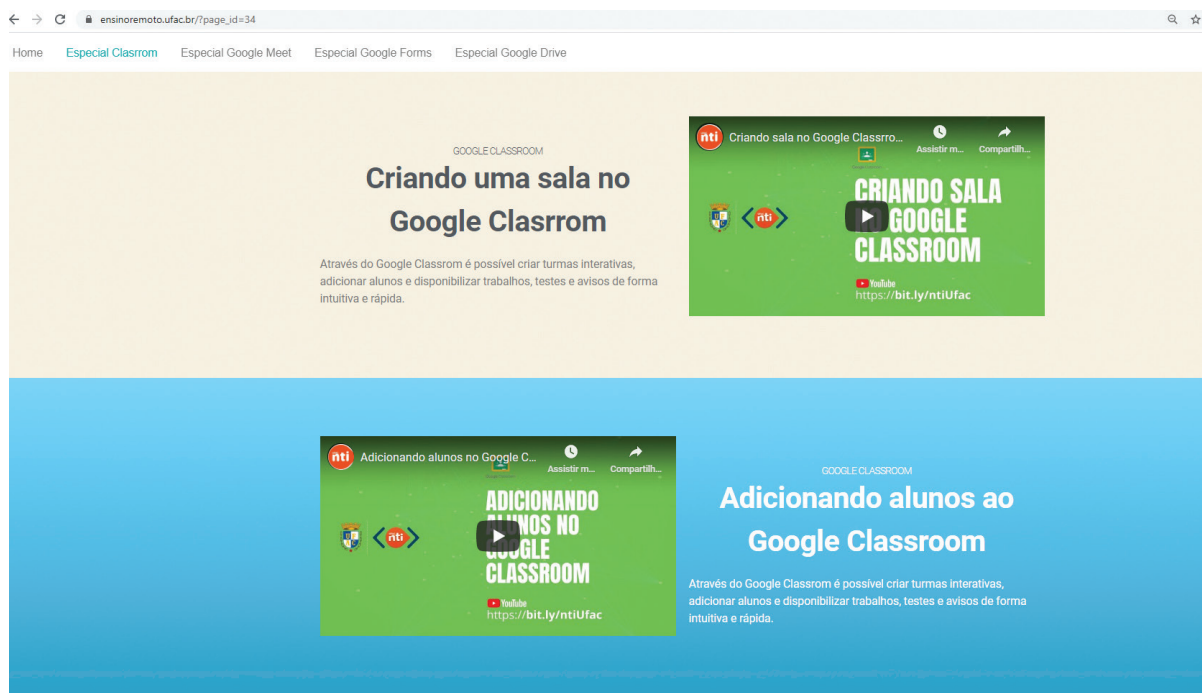 ensinoremoto.ufac.br/?page_id=34
Home Especial Clasrrom Especial Google Meet Especial Google Forms Especial Google Drive
GOOGLE CLASSROOM
Criando uma sala no
Google Clasrrom
Através do Google Classrom é possível criar turmas interativas,
adicionar alunos e disponibilizar trabalhos, testes e avisos de forma
intuitiva e rápida.
nti Criando sala no Google Classrro...
Assistir m... Compartilh...
CRIANDO SALA
NO GOOGLE
CLASSROOM
nti
YouTube
https://bit.ly/ntiUfac
nti Adicionando alunos no Google C...
Assistir m... Compartilh...
ADICIONANDO
ALUNOS NO
GOOGLE
CLASSROOM
nti
YouTube
https://bit.ly/ntiUfac
GOOGLE CLASSROOM
Adicionando alunos ao
Google Classroom
Através do Google Classrom é possível criar turmas interativas,
adicionar alunos e disponibilizar trabalhos, testes e avisos de forma
intuitiva e rápida.